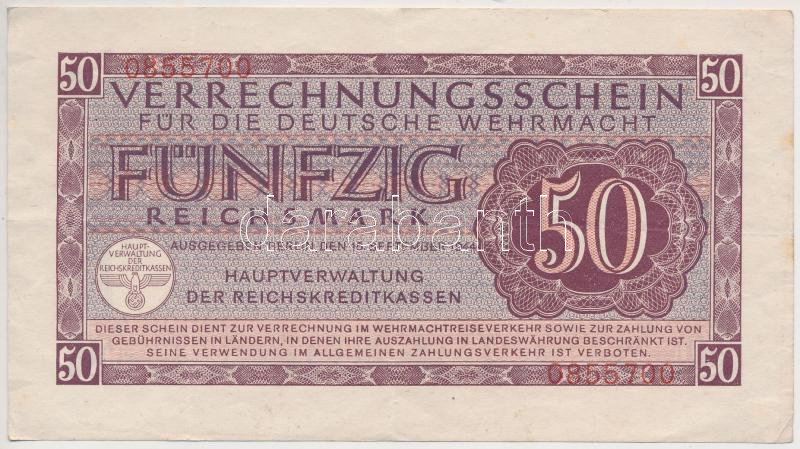 50 0855700 50
VERRECHNUNGSSCHEIN
FÜR DIE DEUTSCHE WEHRMACHT
FÜNFZIG
REICHSMARK
50
darabanth
AUSGEGEBEN BERLIN, DEN 15. SEPTEMBER 1944
HAUPT-
VERWALTUNG
DER
REICHSKREDITKASSEN
HAUPTVERWALTUNG
DER REICHSKREDITKASSEN
DIESER SCHEIN DIENT ZUR VERRECHNUNG IM WEHRMACHTREISEVERKEHR SOWIE ZUR ZAHLUNG VON
GEBÜHRNISSEN IN LÄNDERN, IN DENEN IHRE AUSZAHLUNG IN LANDESWÄHRUNG BESCHRÄNKT IST.
SEINE VERWENDUNG IM ALLGEMEINEN ZAHLUNGSVERKEHR IST VERBOTEN.
50 0855700 50